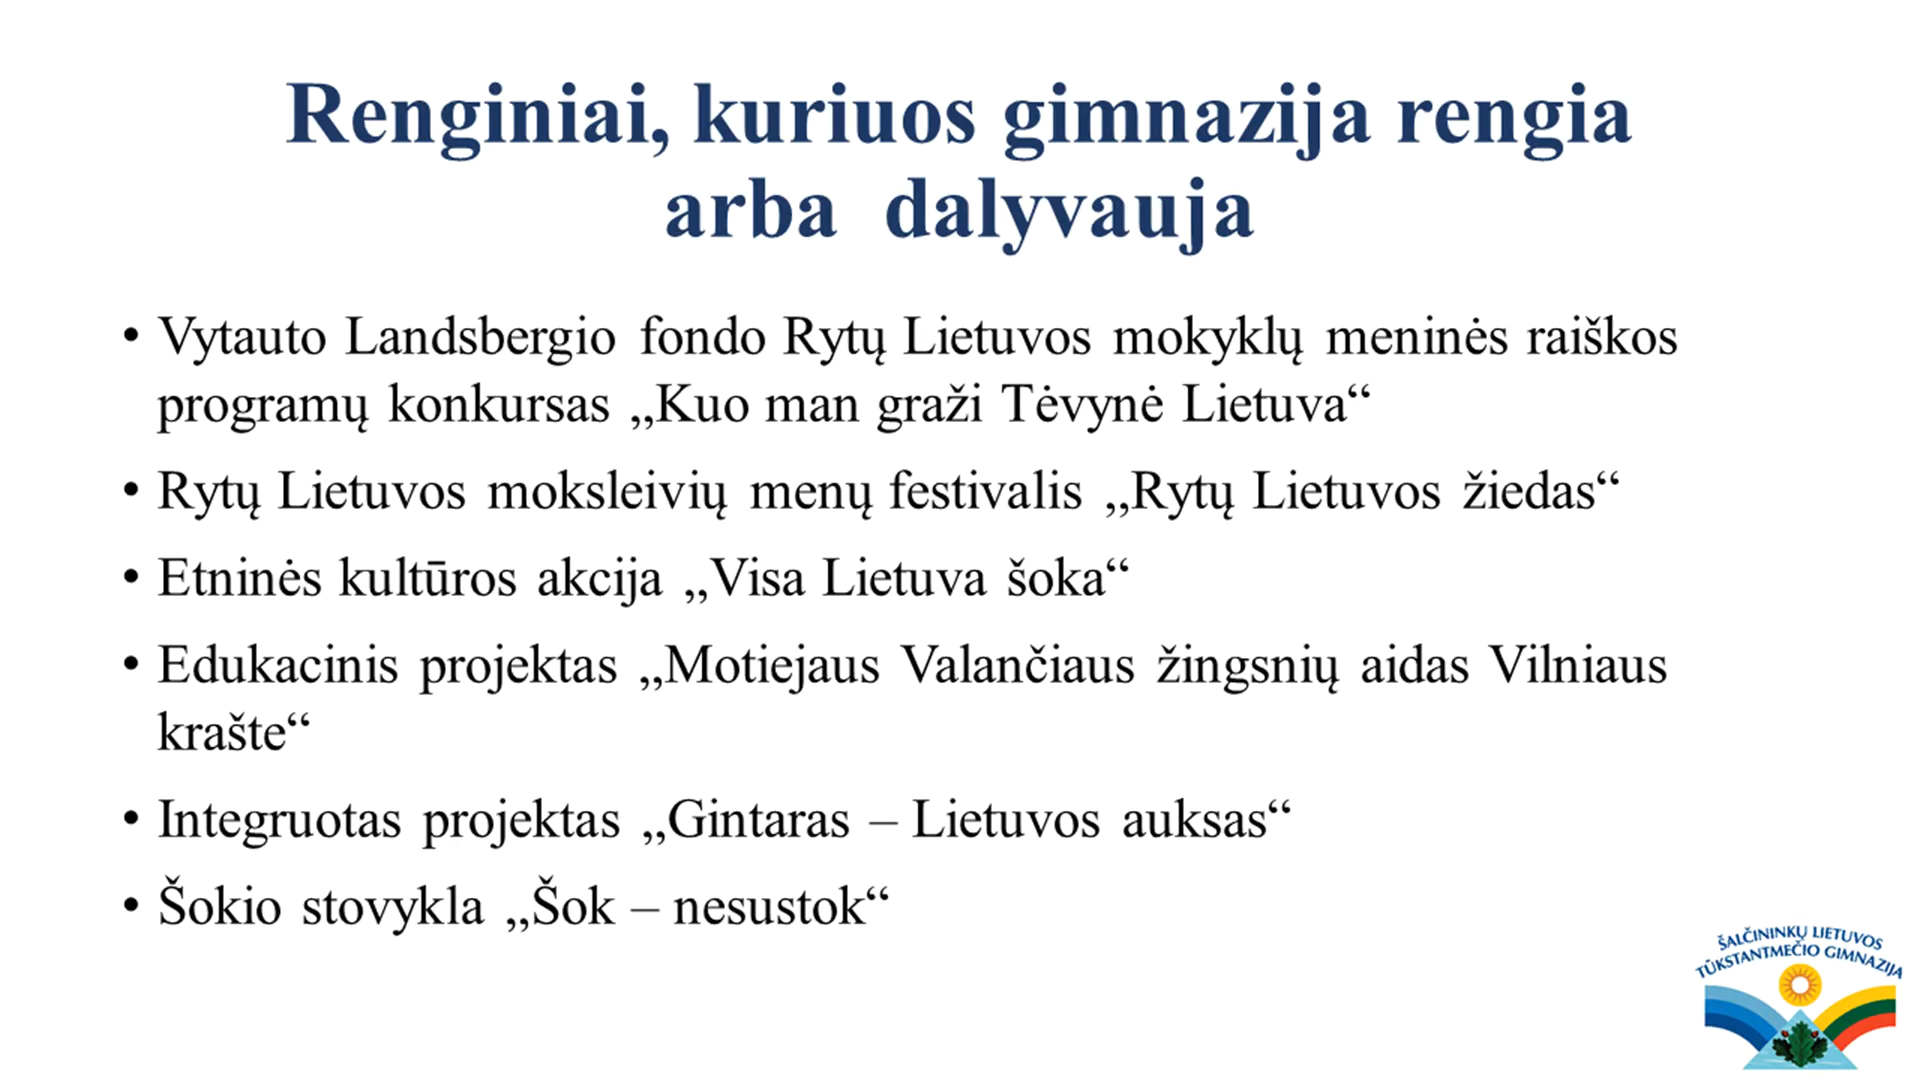 Renginiai, kuriuos gimnazija rengia
arba dalyvauja
• Vytauto Landsbergio fondo Rytų Lietuvos mokyklų meninės raiškos
programų konkursas „Kuo man graži Tėvynė Lietuva“
• Rytų Lietuvos moksleivių menų festivalis „Rytų Lietuvos žiedas“
• Etninės kultūros akcija „Visa Lietuva šoka“
• Edukacinis projektas „Motiejaus Valančiaus žingsnių aidas Vilniaus
krašte“
• Integruotas projektas „Gintaras – Lietuvos auksas“
• Šokio stovykla „Šok – nesustok“
ŠALČININKŲ LIETUVOS
TŪKSTANTMEČIO GIMNAZIJA